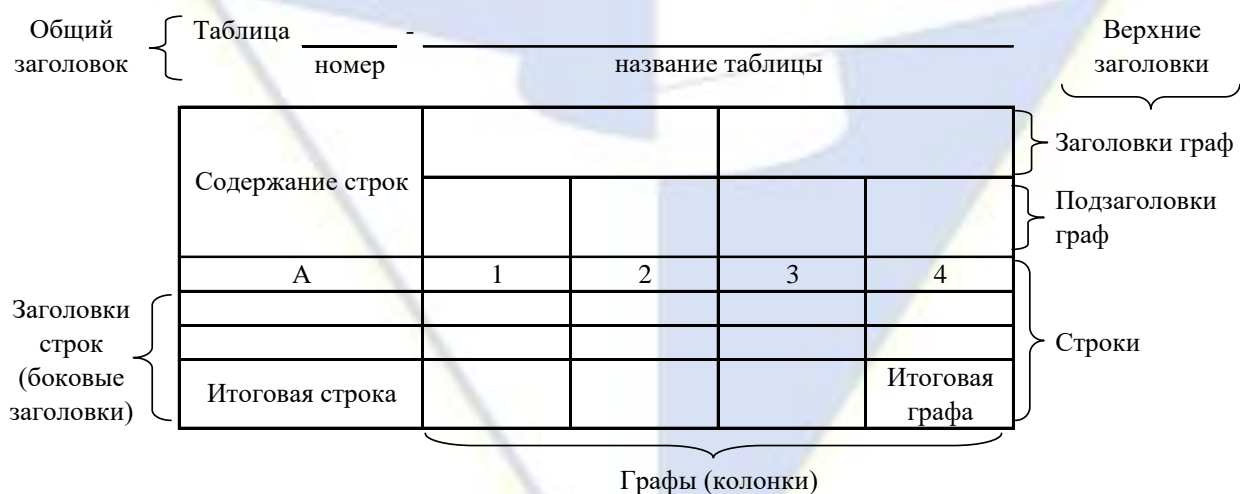 Общий
заголовок
Таблица -
номер
название таблицы
Верхние
заголовки
Содержание строк
Заголовки граф
Подзаголовки
граф
А 1 2 3 4
Заголовки
строк
(боковые
заголовки)
Строки
Итоговая строка
Итоговая
графа
Графы (колонки)